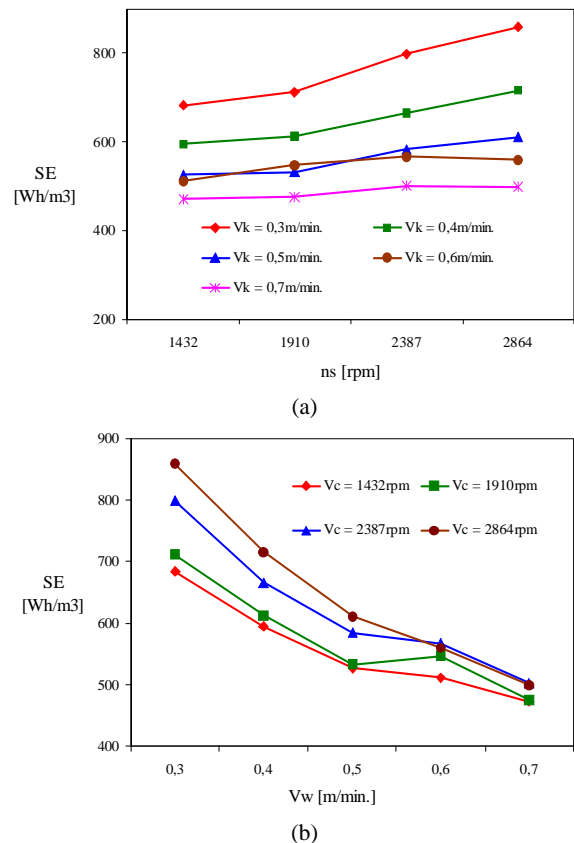 800
600
SE
[Wh/m3]
400
Vk = 0,3m/min.
Vk = 0,4m/min.
Vk = 0,5m/min.
Vk = 0,6m/min.
Vk = 0,7m/min.
200
1432 1910 2387 2864
ns [rpm]
(a)
900
Vc = 1432rpm
Vc = 1910rpm
800
Vc = 2387rpm
Vc = 2864rpm
700
SE
[Wh/m3]
600
500
400
0,3 0,4 0,5 0,6 0,7
Vw [m/min.]
(b)